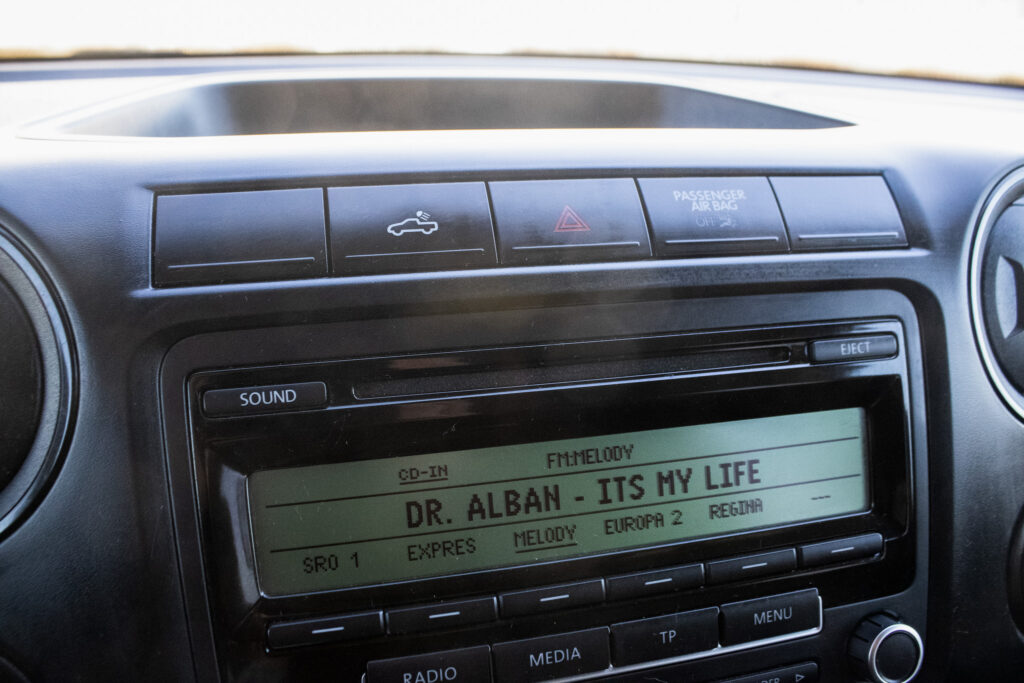 PASSENGER
AIR BAG
OFF
EJECT
SOUND
CD-IN FM:MELODY
DR. ALBAN - ITS MY LIFE
SRO 1 EXPRES MELODY EUROPA 2 REGINA ---
RADIO MEDIA TP MENU